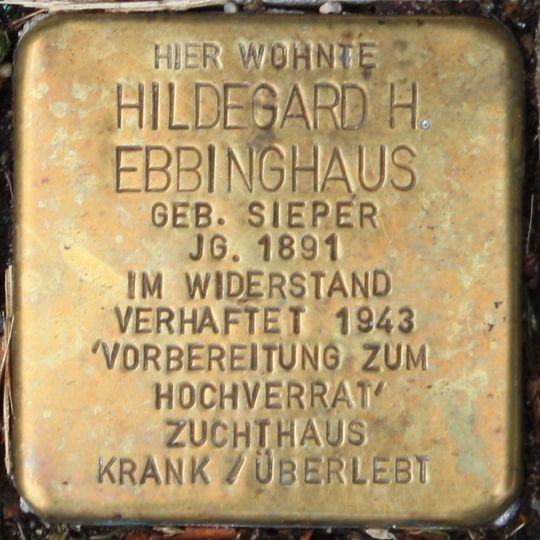 HIER WOHNTE
HILDEGARD H.
EBBINGHAUS
GEB. SIEPER
JG. 1891
IM WIDERSTAND
VERHAFTET 1943
'VORBEREITUNG ZUM
HOCHVERRAT'
ZUCHTHAUS
KRANK / ÜBERLEBT